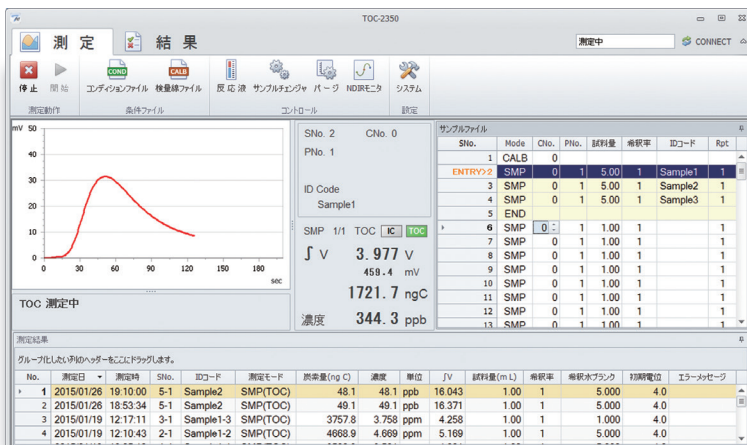 TOC-2350
測 定
結 果
測定中
CONNECT
停止
開始
COND
コンディションファイル
CALB
検量線ファイル
反応液
サンプルチェンジャ
パージ
NDIRモニタ
システム
測定動作
条件ファイル
コントロール
設定
mV 50
40
30
20
10
0
0 30 60 90 120 150 180
sec
TOC 測定中
SNo. 2 CNo. 0
PNo. 1
ID Code
Sample1
SMP 1/1 TOC IC TOC
∫ V 3.977 V
459.4 mV
1721.7 ngC
濃度 344.3 ppb
サンプルファイル
SNo. Mode CNo. PNo. 試料量 希釈率 IDコード Rpt
1 CALB 0
ENTRY>2 SMP 0 1 5.00 1 Sample1 1
3 SMP 0 1 5.00 1 Sample2 1
4 SMP 0 1 5.00 1 Sample3 1
5 END
6 SMP 0 1 1.00 1 1
7 SMP 0 1 1.00 1 1
8 SMP 0 1 1.00 1 1
9 SMP 0 1 1.00 1 1
10 SMP 0 1 1.00 1 1
11 SMP 0 1 1.00 1 1
12 SMP 0 1 1.00 1 1
13 SMP 0 1 1.00 1 1
測定結果
グループ化したい列のヘッダーをここにドラッグします。
No. 測定日 測定時 SNo. IDコード 測定モード 炭素量(ng C) 濃度 単位 ∫V 試料量(m L) 希釈率 希釈水ブランク 初期電位 エラーメッセージ
1 2015/01/26 19:10:00 5-1 Sample2 SMP(TOC) 48.1 48.1 ppb 16.043 1.00 1 5.000 4.0
2 2015/01/26 18:53:34 5-1 Sample2 SMP(TOC) 49.1 49.1 ppb 16.371 1.00 1 5.000 4.0
3 2015/01/19 12:17:11 3-1 Sample1-3 SMP(TOC) 3757.8 3.758 ppm 4.258 1.00 1 1.000 4.0
4 2015/01/19 12:10:43 2-1 Sample1-2 SMP(TOC) 4668.9 4.669 ppm 5.169 1.00 1 5.000 4.0